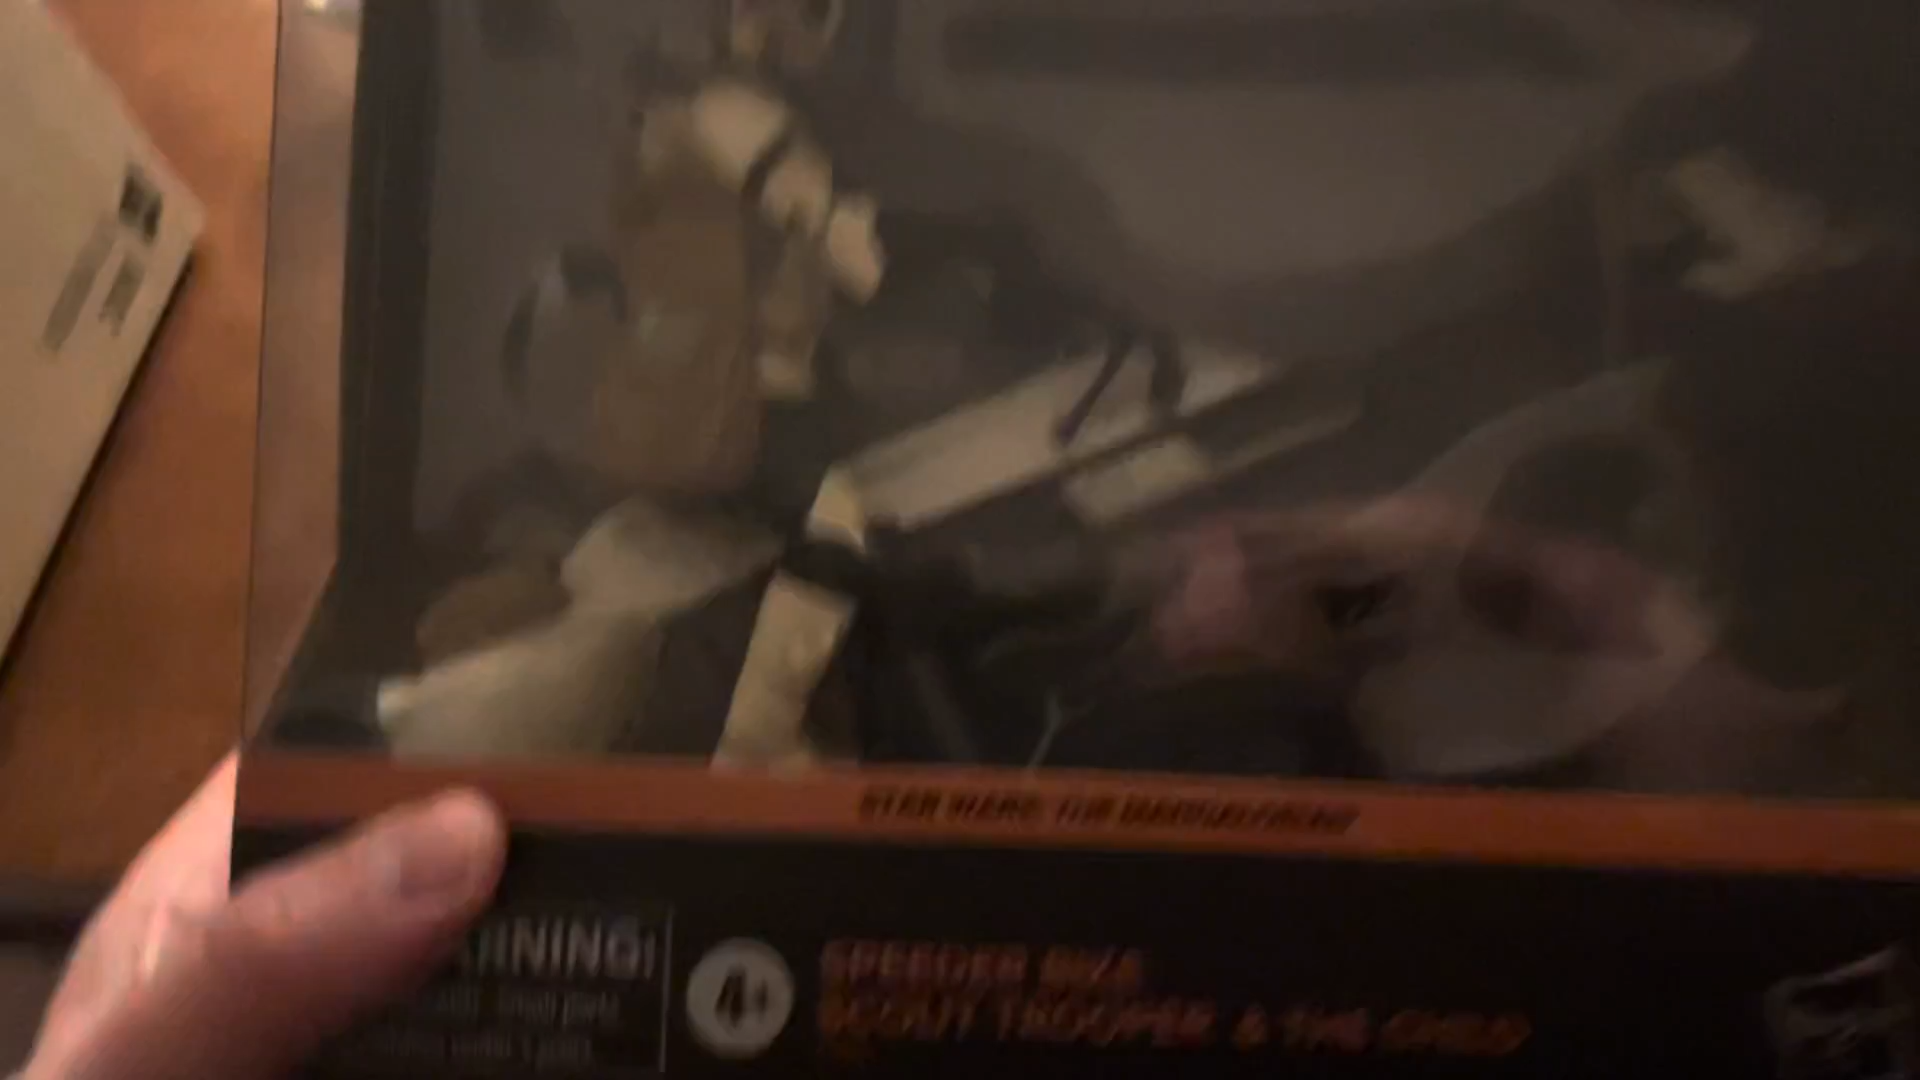 STAR WARS: THE MANDALORIAN
WARNING:
4+
SPEEDER BIKE
SCOUT TROOPER & THE CHILD